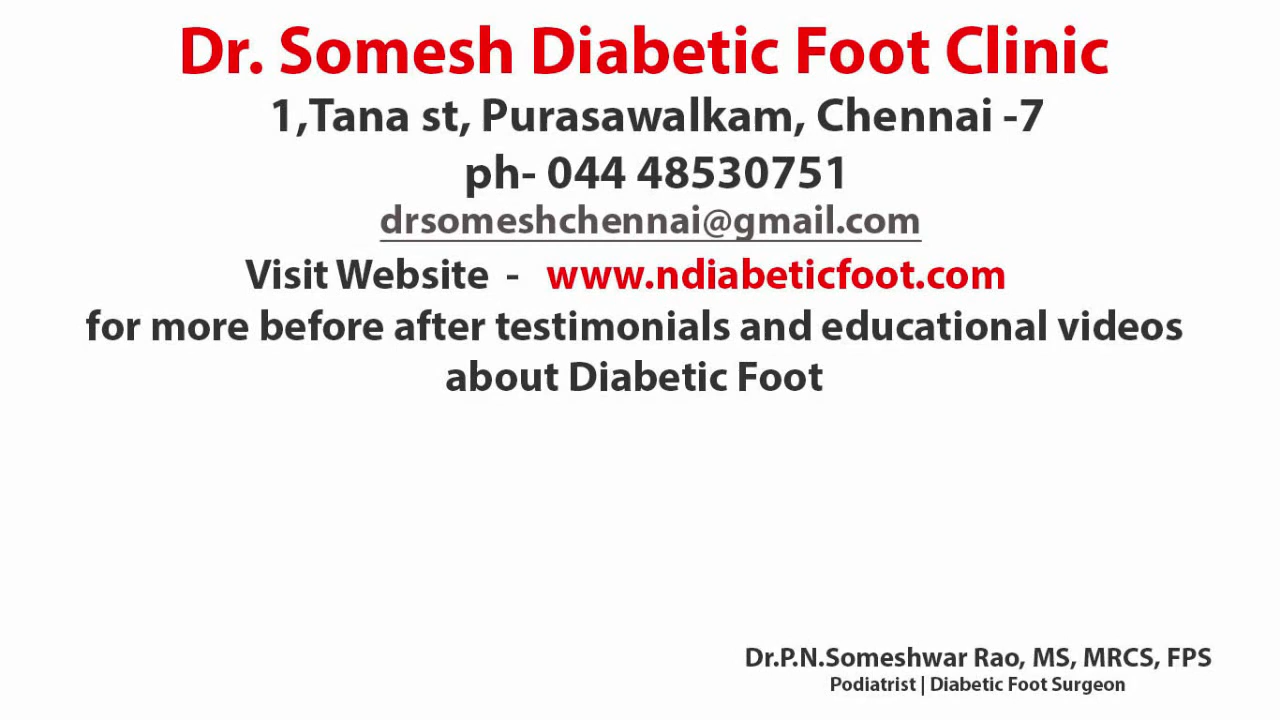 Dr. Somesh Diabetic Foot Clinic
1,Tana st, Purasawalkam, Chennai -7
ph- 044 48530751
drsomeshchennai@gmail.com
Visit Website - www.ndiabeticfoot.com
for more before after testimonials and educational videos
about Diabetic Foot
Dr.P.N.Someshwar Rao, MS, MRCS, FPS
Podiatrist | Diabetic Foot Surgeon